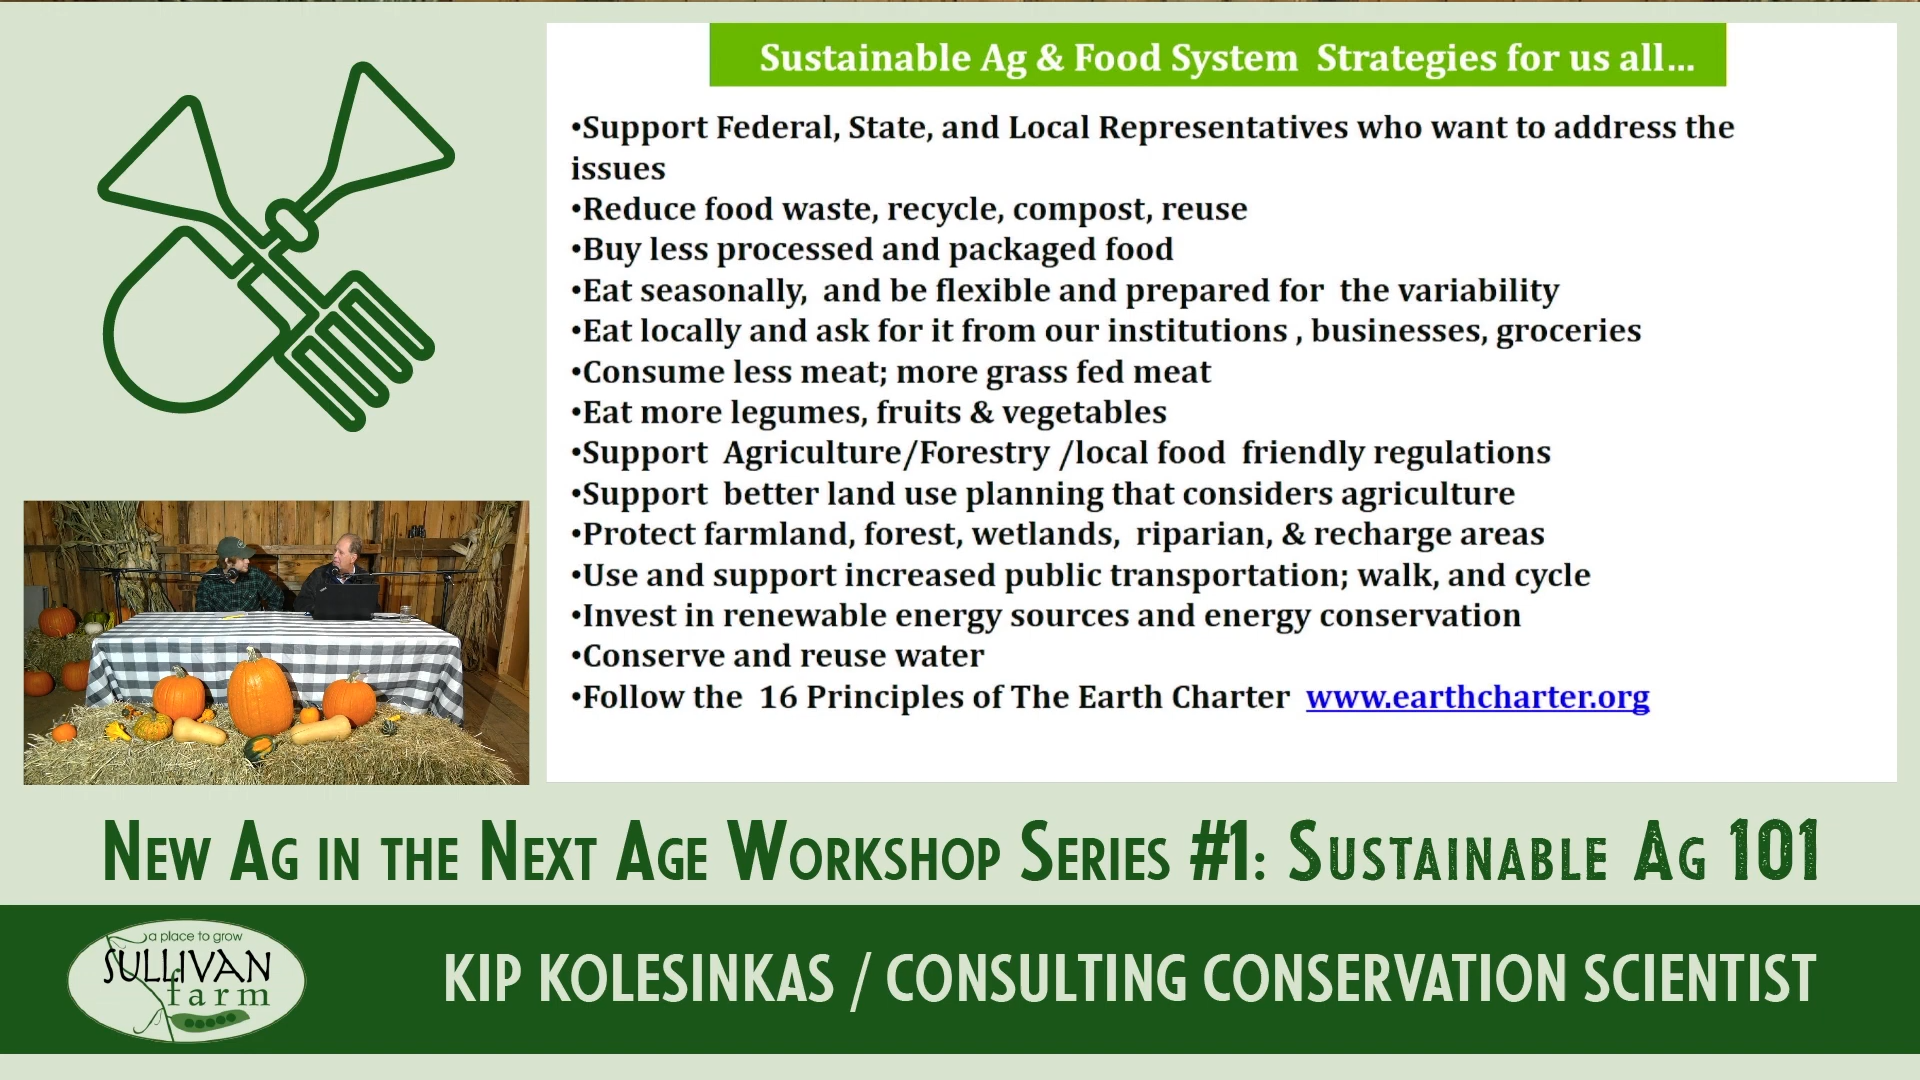 Sustainable Ag & Food System Strategies for us all...
•Support Federal, State, and Local Representatives who want to address the
issues
•Reduce food waste, recycle, compost, reuse
•Buy less processed and packaged food
•Eat seasonally, and be flexible and prepared for the variability
•Eat locally and ask for it from our institutions , businesses, groceries
•Consume less meat; more grass fed meat
•Eat more legumes, fruits & vegetables
•Support Agriculture/Forestry /local food friendly regulations
•Support better land use planning that considers agriculture
•Protect farmland, forest, wetlands, riparian, & recharge areas
•Use and support increased public transportation; walk, and cycle
•Invest in renewable energy sources and energy conservation
•Conserve and reuse water
•Follow the 16 Principles of The Earth Charter www.earthcharter.org
New Ag in the Next Age Workshop Series #1: Sustainable Ag 101
a place to grow
SULLIVAN
farm
KIP KOLESINKAS / CONSULTING CONSERVATION SCIENTIST